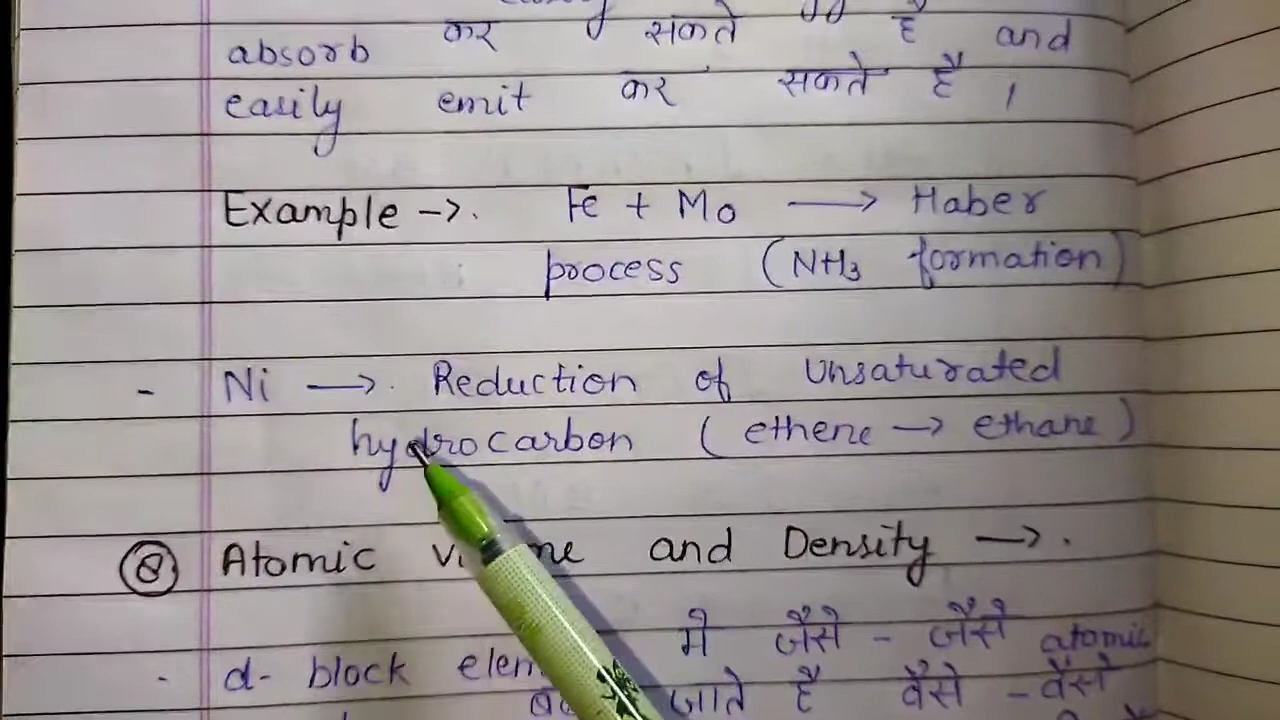 absorb कर सकते है and
easily emit कर सकते है ।
Example →. Fe + Mo → Haber
process (NH3 formation)
- Ni →. Reduction of Unsaturated
hydrocarbon (ethene → ethane)
⑧ Atomic and Density →.
- d- block में जैसे - जैसे atomic
जाते है वैसे - वैसे